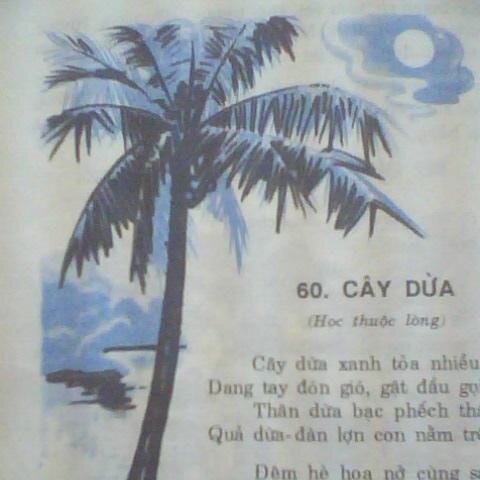 60. CÂY DỪA
(Học thuộc lòng)
Cây dừa xanh tỏa nhiều
Dang tay đón gió, gật đầu
Thân dừa bạc phếch
Quả dừa-đàn lợn con nằm
Đêm hè hoa nở cùng